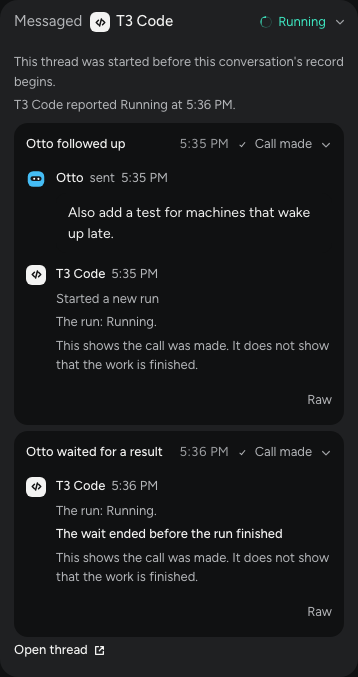 Messaged T3 Code Running
This thread was started before this conversation's record
begins.
T3 Code reported Running at 5:36 PM.
Otto followed up 5:35 PM ✓ Call made
Otto sent 5:35 PM
Also add a test for machines that wake
up late.
T3 Code 5:35 PM
Started a new run
The run: Running.
This shows the call was made. It does not show
that the work is finished.
Raw
Otto waited for a result 5:36 PM ✓ Call made
T3 Code 5:36 PM
The run: Running.
The wait ended before the run finished
This shows the call was made. It does not show
that the work is finished.
Raw
Open thread